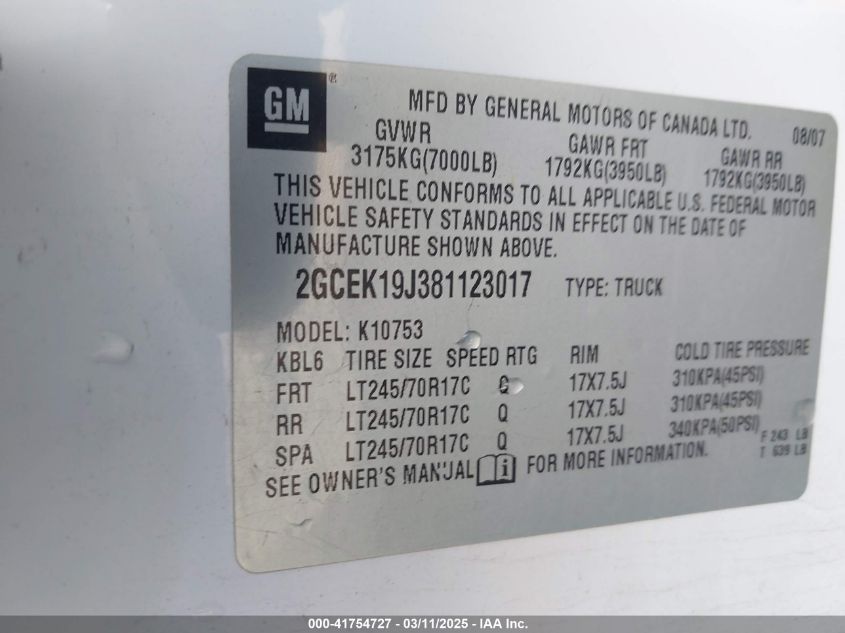 GM ®
MFD BY GENERAL MOTORS OF CANADA LTD. 08/07
GVWR GAWR FRT GAWR RR
3175KG(7000LB) 1792KG(3950LB) 1792KG(3950LB)
THIS VEHICLE CONFORMS TO ALL APPLICABLE U.S. FEDERAL MOTOR
VEHICLE SAFETY STANDARDS IN EFFECT ON THE DATE OF
MANUFACTURE SHOWN ABOVE.
2GCEK19J381123017 TYPE: TRUCK
MODEL: K10753
KBL6 TIRE SIZE SPEED RTG RIM COLD TIRE PRESSURE
FRT LT245/70R17C Q 17X7.5J 310KPA(45PSI)
RR LT245/70R17C Q 17X7.5J 310KPA(45PSI)
SPA LT245/70R17C Q 17X7.5J 340KPA(50PSI)
F 243 LB
T 639 LB
SEE OWNER'S MANUAL i FOR MORE INFORMATION.
000-41754727 - 03/11/2025 - IAA Inc.